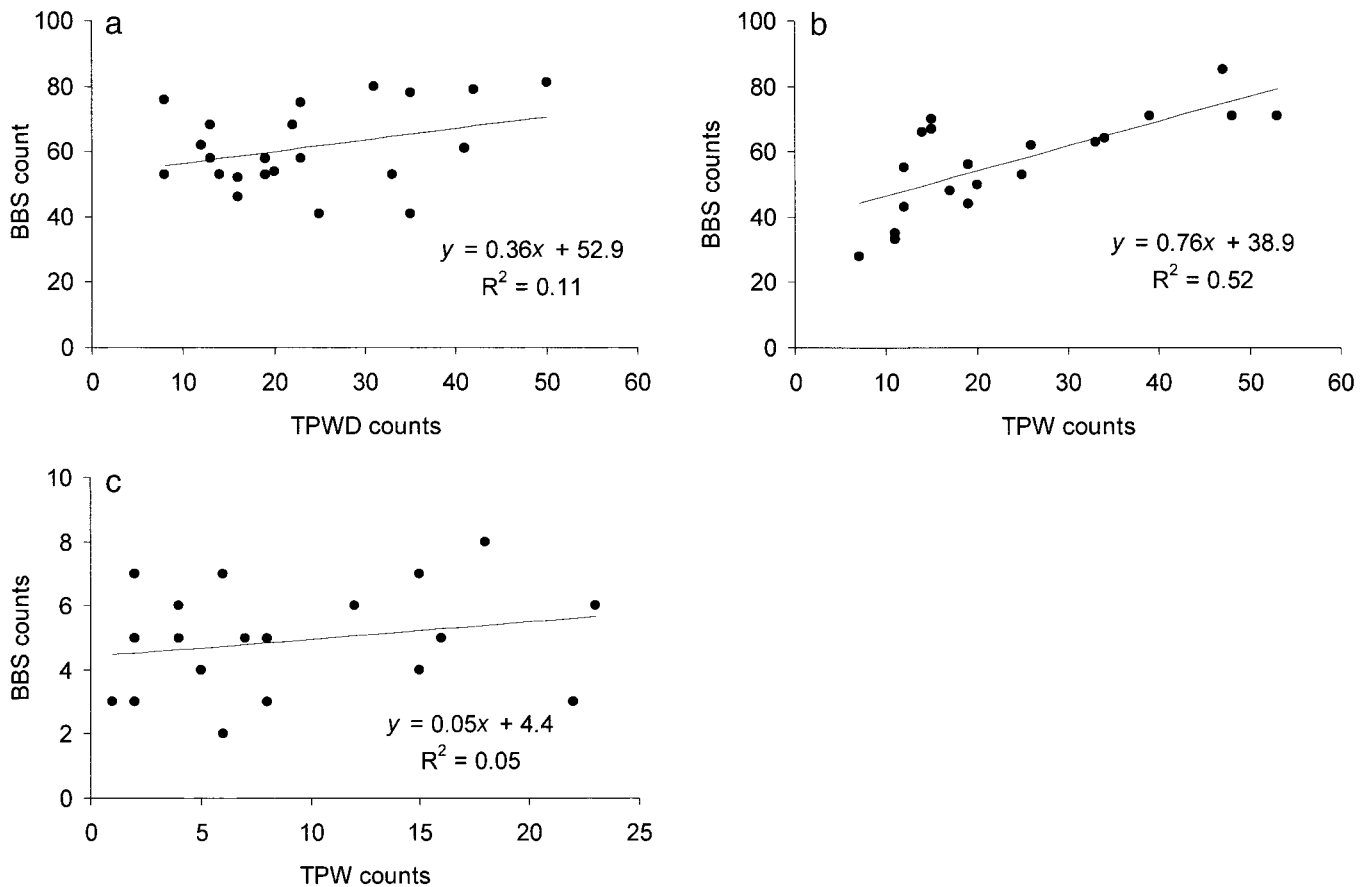 a
100
80
60
40
20
0
BBS count
y = 0.36x + 52.9
R² = 0.11
0 10 20 30 40 50 60
TPWD counts
b
100
80
60
40
20
0
BBS counts
y = 0.76x + 38.9
R² = 0.52
0 10 20 30 40 50 60
TPW counts
c
10
8
6
4
2
0
BBS counts
y = 0.05x + 4.4
R² = 0.05
0 5 10 15 20 25
TPW counts